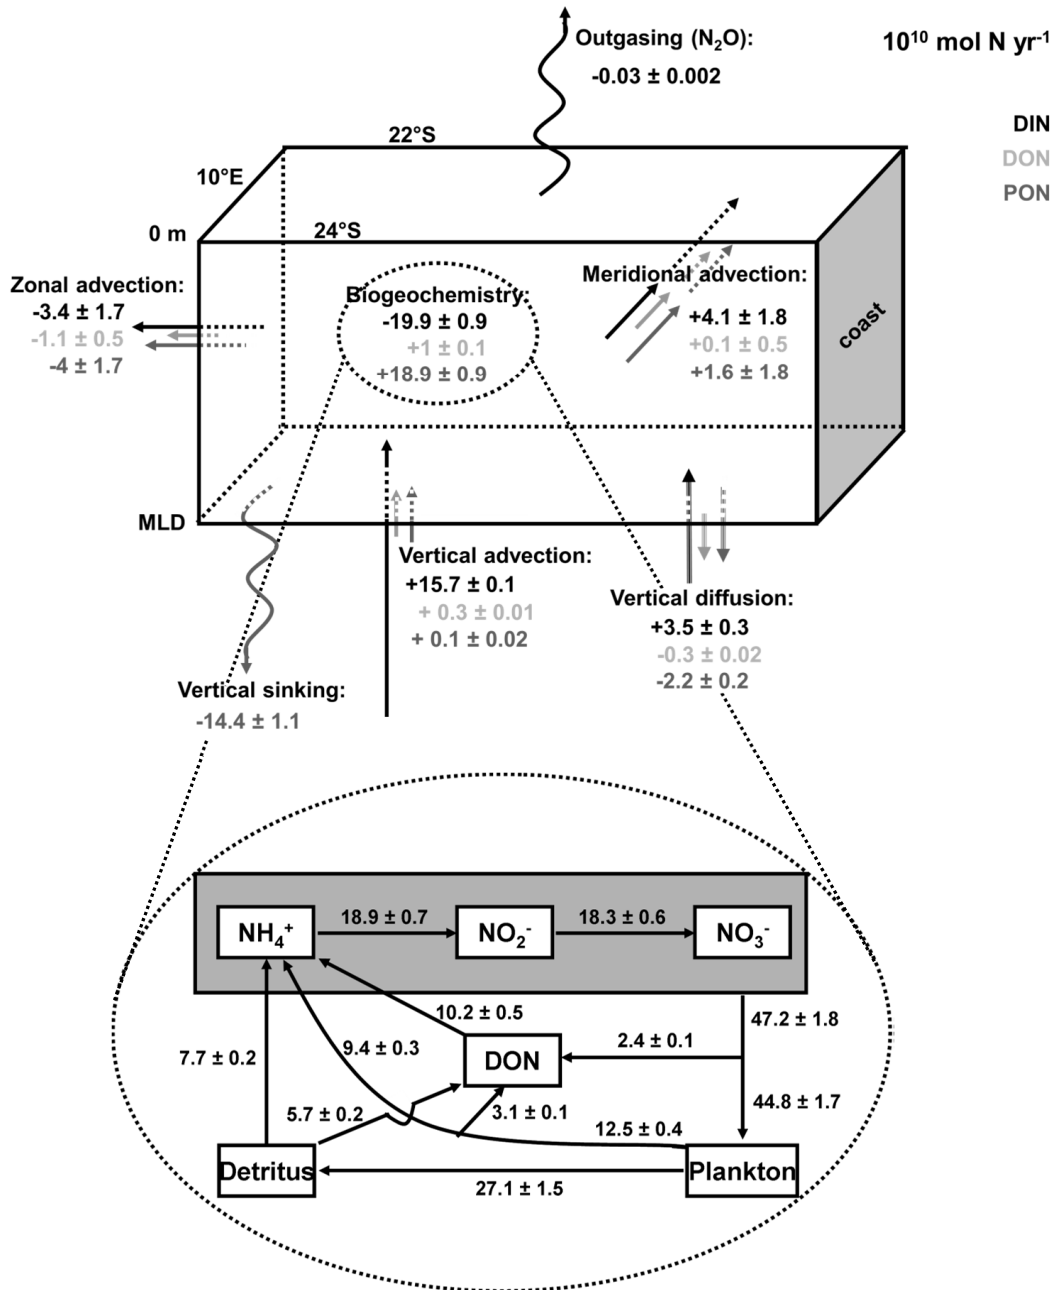 Outgasing (N₂O):
-0.03 ± 0.002
10¹⁰ mol N yr⁻¹
DIN
DON
PON
22°S
10°E
0 m
24°S
Zonal advection:
-3.4 ± 1.7
-1.1 ± 0.5
-4 ± 1.7
Biogeochemistry:
-19.9 ± 0.9
+1 ± 0.1
+18.9 ± 0.9
Meridional advection:
+4.1 ± 1.8
+0.1 ± 0.5
+1.6 ± 1.8
coast
MLD
Vertical advection:
+15.7 ± 0.1
+ 0.3 ± 0.01
+ 0.1 ± 0.02
Vertical diffusion:
+3.5 ± 0.3
-0.3 ± 0.02
-2.2 ± 0.2
Vertical sinking:
-14.4 ± 1.1
NH₄⁺
18.9 ± 0.7
NO₂⁻
18.3 ± 0.6
NO₃⁻
10.2 ± 0.5
47.2 ± 1.8
7.7 ± 0.2
9.4 ± 0.3
DON
2.4 ± 0.1
5.7 ± 0.2
3.1 ± 0.1
44.8 ± 1.7
12.5 ± 0.4
Detritus
27.1 ± 1.5
Plankton